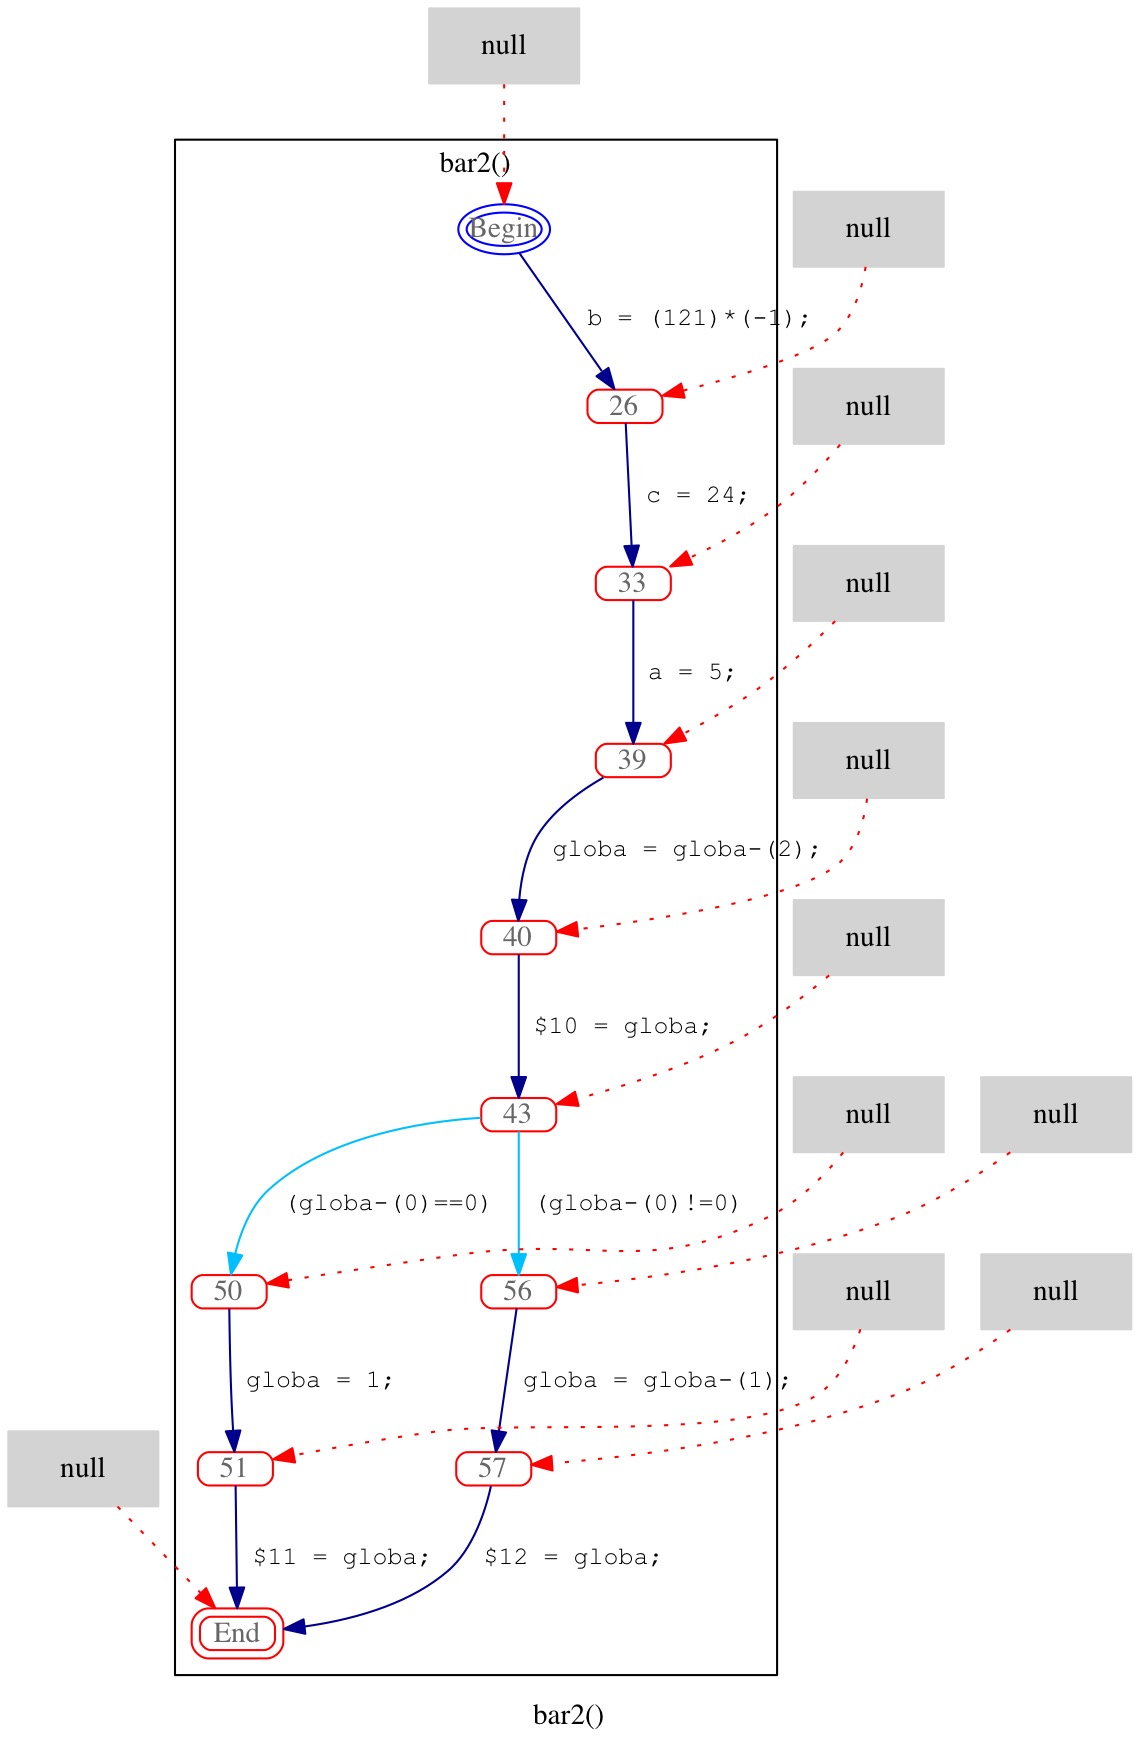 null
bar2()
Begin
null
b = (121)*(-1);
26
null
c = 24;
33
null
a = 5;
39
null
globa = globa-(2);
40
null
$10 = globa;
43
null
null
(globa-(0)==0)
(globa-(0)!=0)
50
56
null
null
globa = 1;
globa = globa-(1);
null
51
57
$11 = globa;
$12 = globa;
End
bar2()